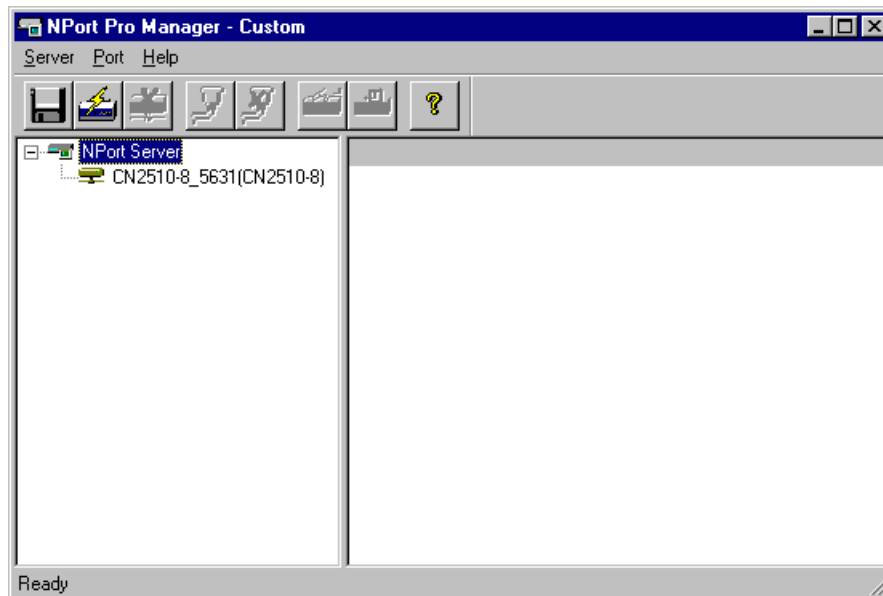 NPort Pro Manager - Custom
Server Port Help
NPort Server
CN2510-8_5631(CN2510-8)
Ready